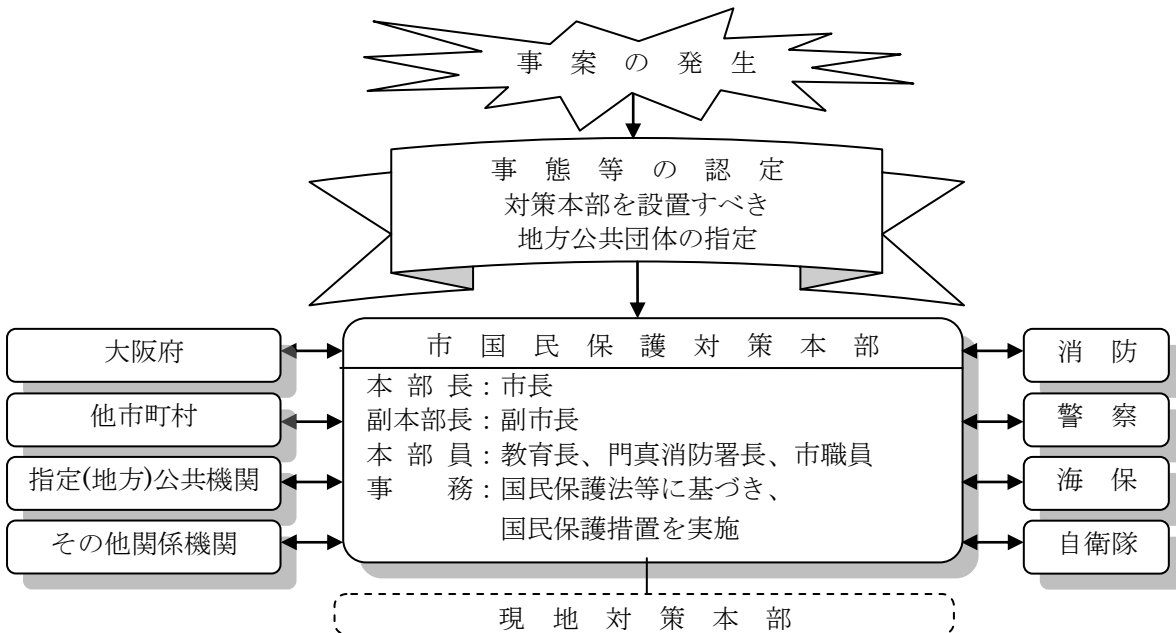 事案の発生
事態等の認定
対策本部を設置すべき
地方公共団体の指定
市国民保護対策本部
本部長：市長
副本部長：副市長
本部員：教育長、門真消防署長、市職員
事務：国民保護法等に基づき、
国民保護措置を実施
大阪府
他市町村
指定(地方)公共機関
その他関係機関
消防
警察
海保
自衛隊
現地対策本部